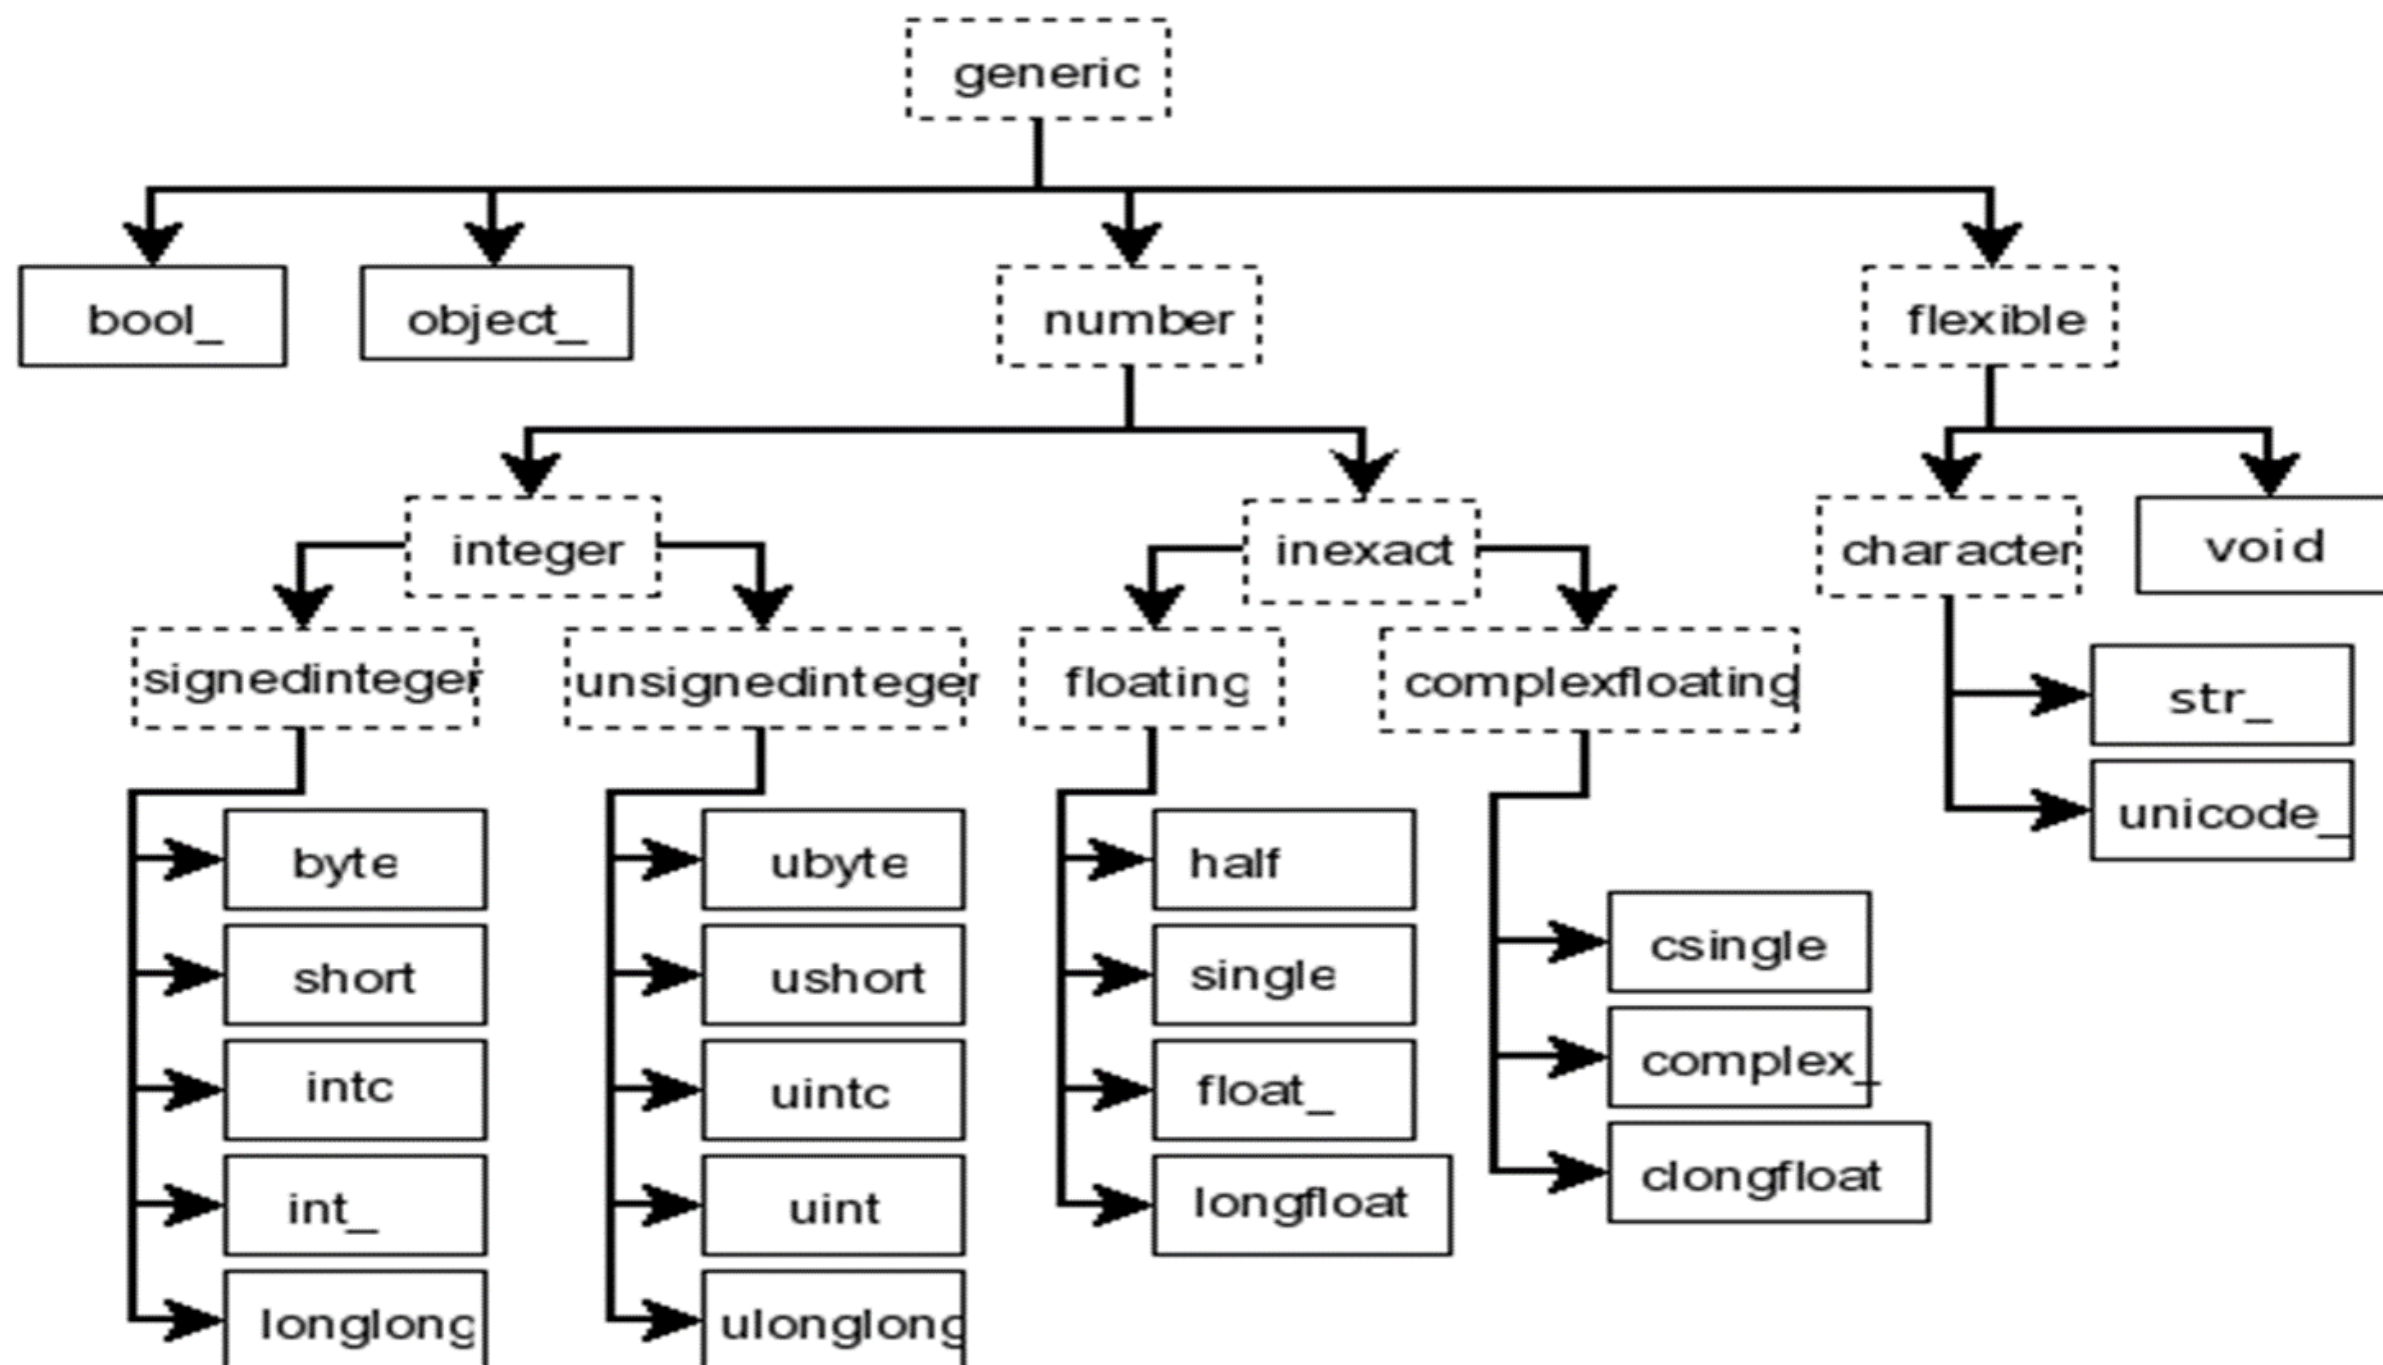 generic
bool_
object_
number
flexible
integer
inexact
character
void
signedinteger
unsignedinteger
floating
complexfloating
str_
unicode_
byte
short
intc
int_
longlong
ubyte
ushort
uintc
uint
ulonglong
half
single
float_
longfloat
csingle
complex_
clongfloat